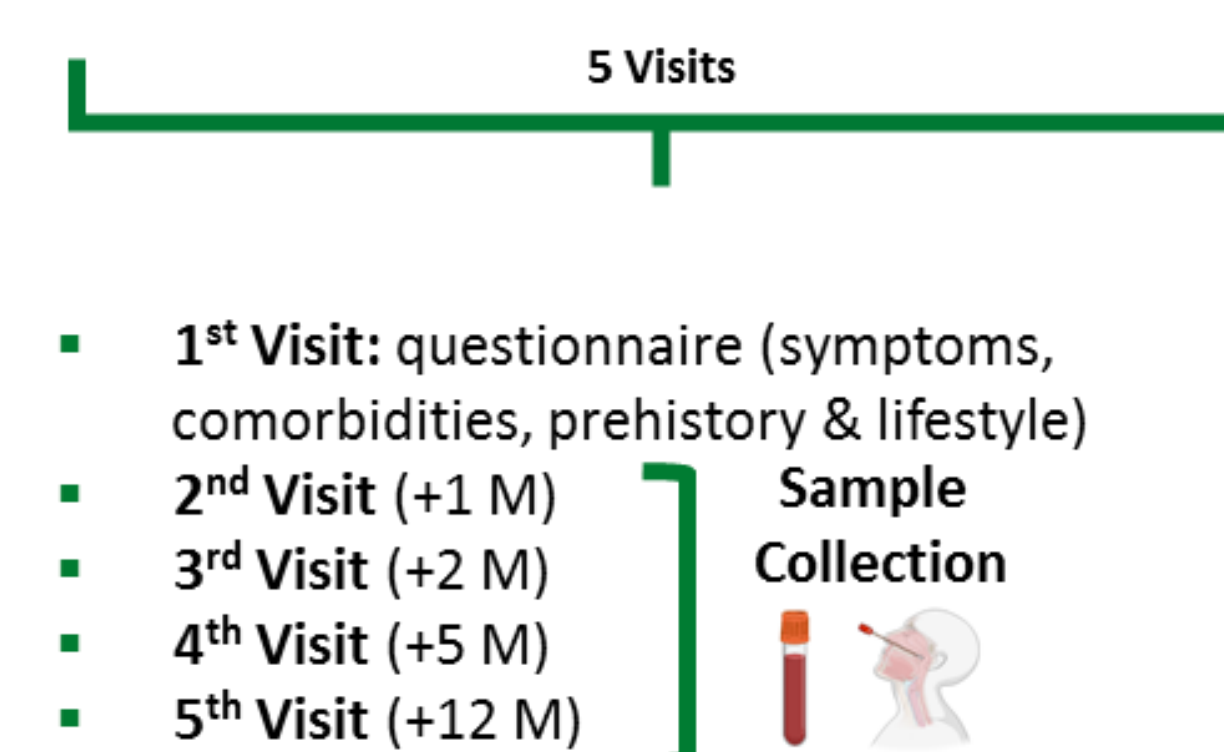 5 Visits
▪ 1st Visit: questionnaire (symptoms,
comorbidities, prehistory & lifestyle)
▪ 2nd Visit (+1 M)
▪ 3rd Visit (+2 M)
▪ 4th Visit (+5 M)
▪ 5th Visit (+12 M)
Sample
Collection